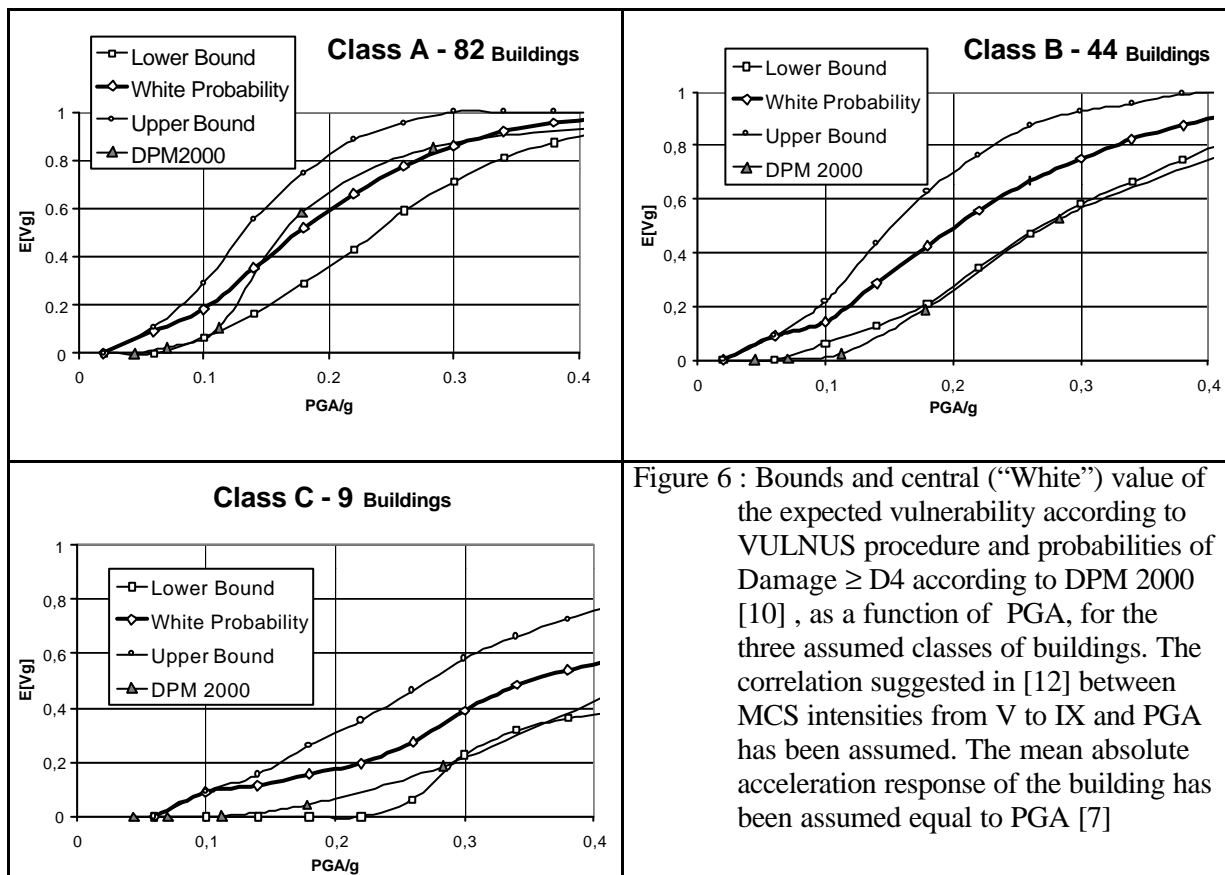 Class A - 82 Buildings
Lower Bound
White Probability
Upper Bound
DPM2000
E[Vg]
1
0.8
0.6
0.4
0.2
0
0 0.1 0.2 0.3 0.4
PGA/g
Class B - 44 Buildings
Lower Bound
White Probability
Upper Bound
DPM 2000
E[Vg]
1
0,8
0,6
0,4
0,2
0
0 0,1 0,2 0,3 0,4
PGA/g
Class C - 9 Buildings
Lower Bound
White Probability
Upper Bound
DPM 2000
E[Vg]
1
0,8
0,6
0,4
0,2
0
0 0,1 0,2 0,3 0,4
PGA/g
Figure 6 : Bounds and central (“White”) value of
the expected vulnerability according to
VULNUS procedure and probabilities of
Damage ≥ D4 according to DPM 2000
[10] , as a function of PGA, for the
three assumed classes of buildings. The
correlation suggested in [12] between
MCS intensities from V to IX and PGA
has been assumed. The mean absolute
acceleration response of the building has
been assumed equal to PGA [7]